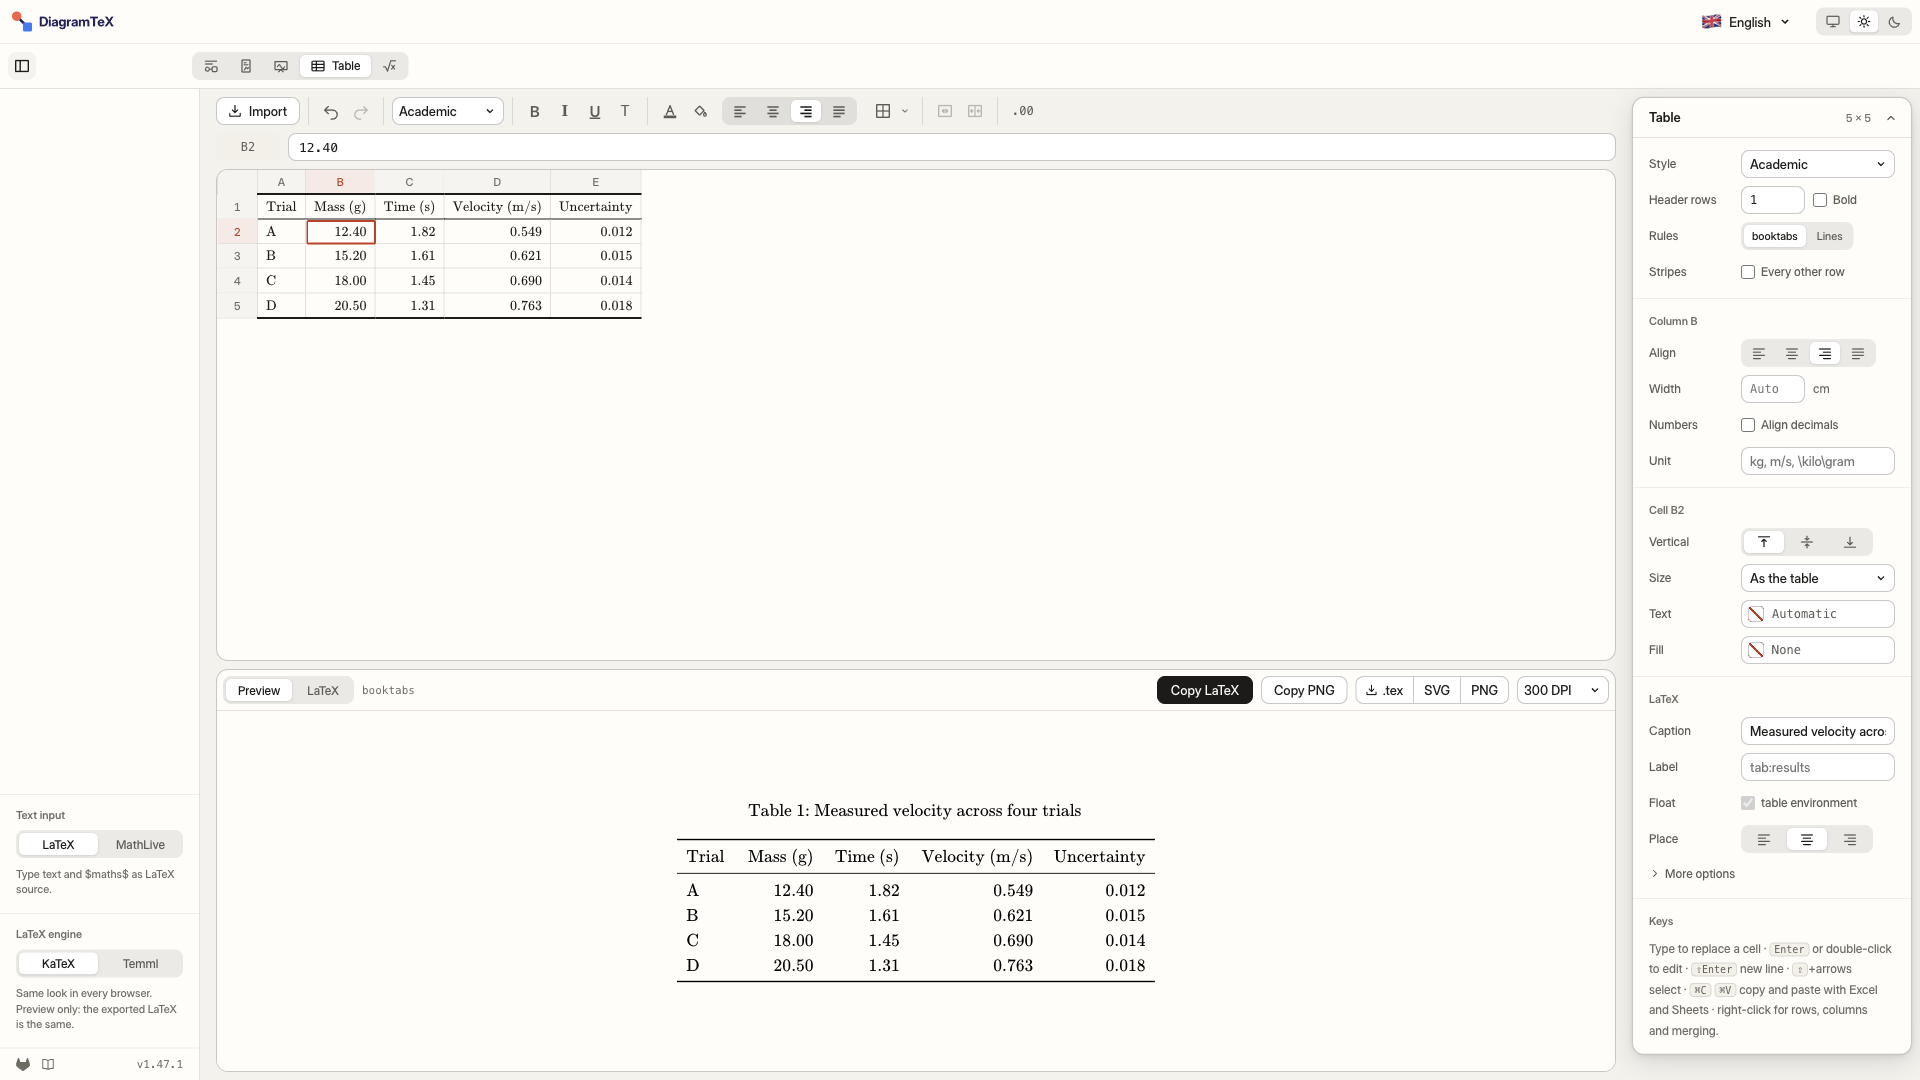 DiagramTeX
English
Table
√x
Import
Academic
B I U T A
.00
B2
12.40
A B C D E
1 Trial Mass (g) Time (s) Velocity (m/s) Uncertainty
2 A 12.40 1.82 0.549 0.012
3 B 15.20 1.61 0.621 0.015
4 C 18.00 1.45 0.690 0.014
5 D 20.50 1.31 0.763 0.018
Preview LaTeX booktabs
Copy LaTeX Copy PNG .tex SVG PNG 300 DPI
Table 1: Measured velocity across four trials
Trial Mass (g) Time (s) Velocity (m/s) Uncertainty
A 12.40 1.82 0.549 0.012
B 15.20 1.61 0.621 0.015
C 18.00 1.45 0.690 0.014
D 20.50 1.31 0.763 0.018
Text input
LaTeX MathLive
Type text and $maths$ as LaTeX
source.
LaTeX engine
KaTeX Temml
Same look in every browser.
Preview only: the exported LaTeX
is the same.
v1.47.1
Table 5 × 5
Style Academic
Header rows 1 Bold
Rules booktabs Lines
Stripes Every other row
Column B
Align
Width Auto cm
Numbers Align decimals
Unit kg, m/s, \kilo\gram
Cell B2
Vertical
Size As the table
Text Automatic
Fill None
LaTeX
Caption Measured velocity acro
Label tab:results
Float table environment
Place
More options
Keys
Type to replace a cell · Enter or double-click
to edit · ⇧Enter new line · ⇧+arrows
select · ⌘C ⌘V copy and paste with Excel
and Sheets · right-click for rows, columns
and merging.